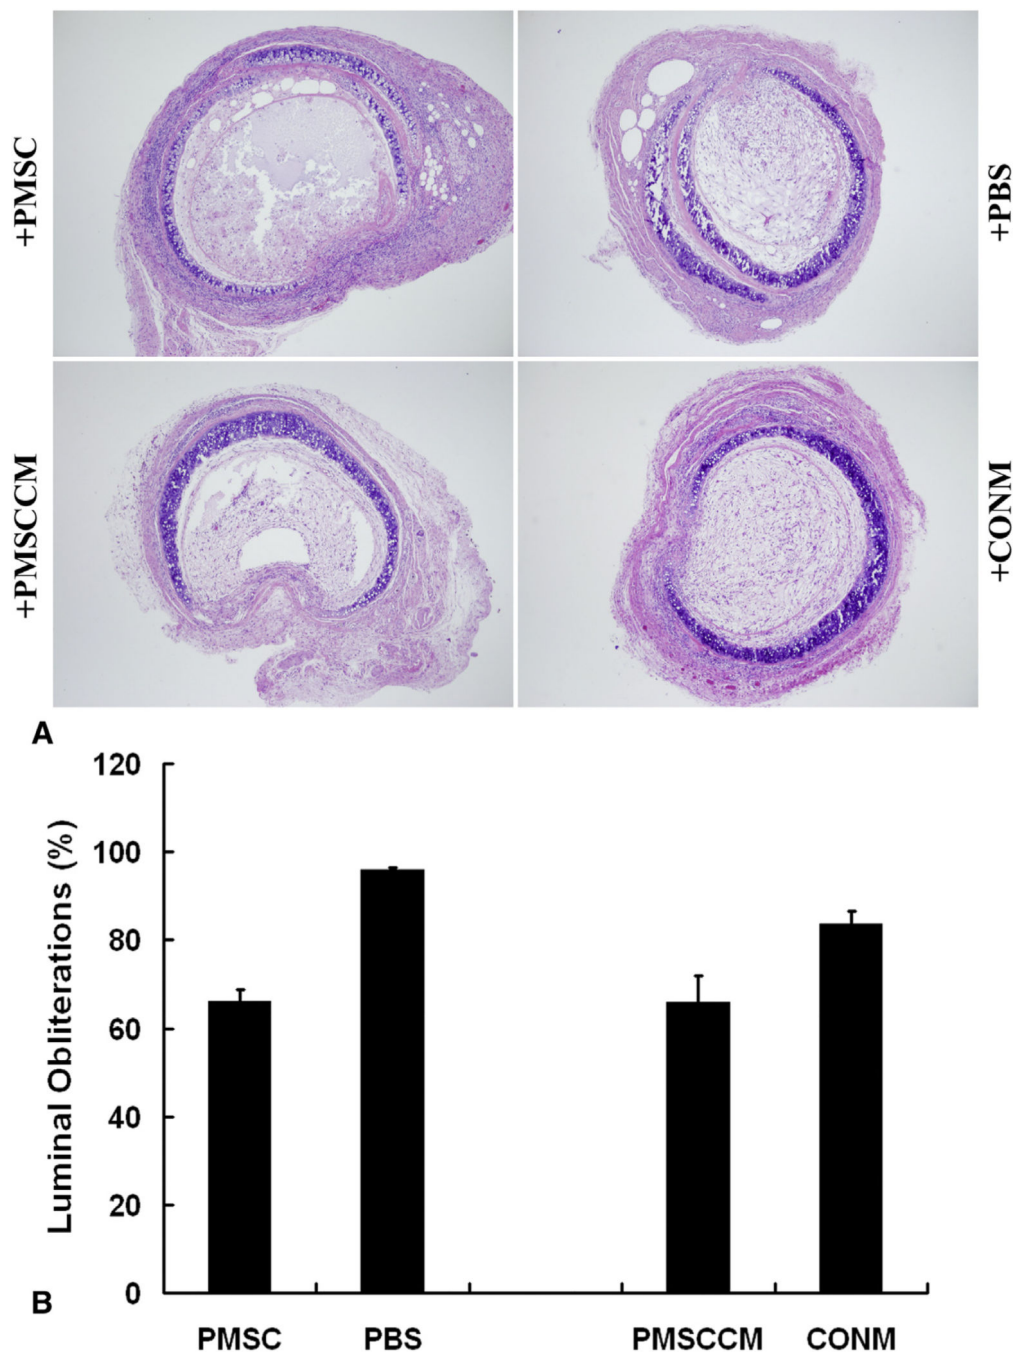 +PMSC
+PBS
+PMSCCM
+CONM
A
Luminal Obliterations (%)
120
100
80
60
40
20
0
B
PMSC PBS PMSCCM CONM